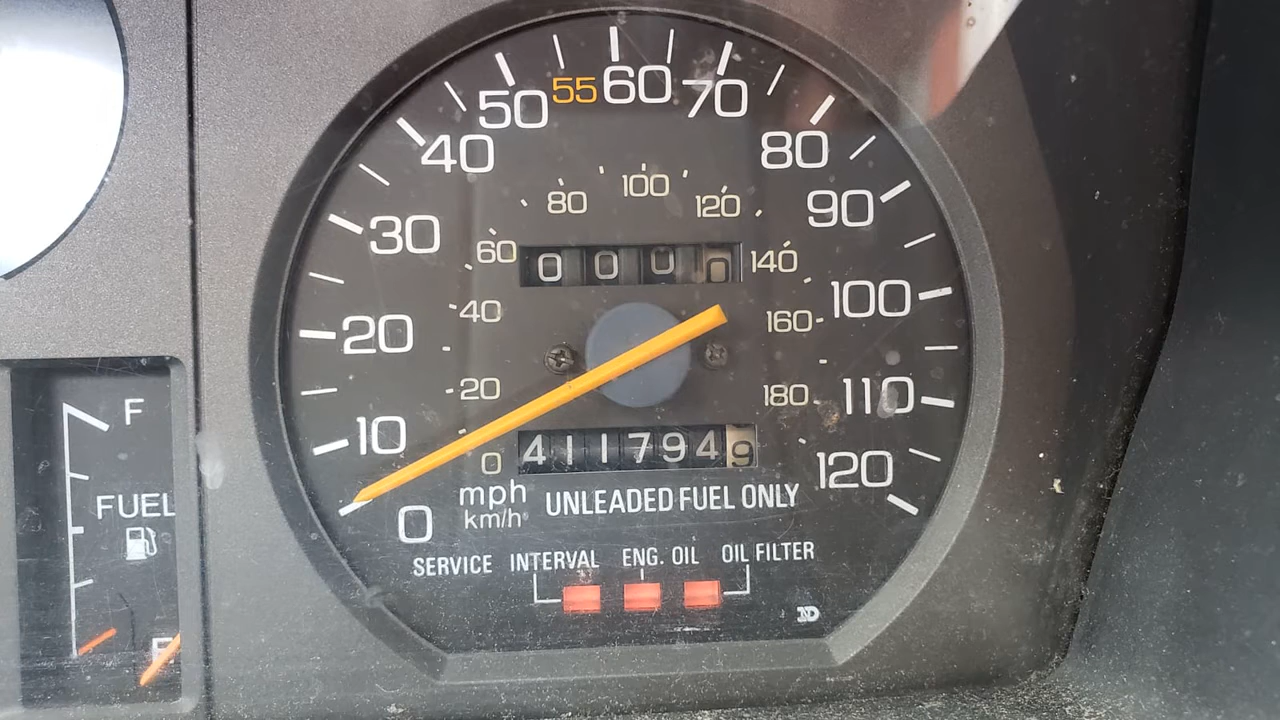 50 55 60 70
40 80
100
80 120
30 90
60 0 0 0 0 140
40 160 100
20
20 180 110
F
10
0 4 1 1 7 9 4 9 120
mph UNLEADED FUEL ONLY
FUEL
0 km/h
SERVICE INTERVAL ENG. OIL OIL FILTER
ND
E